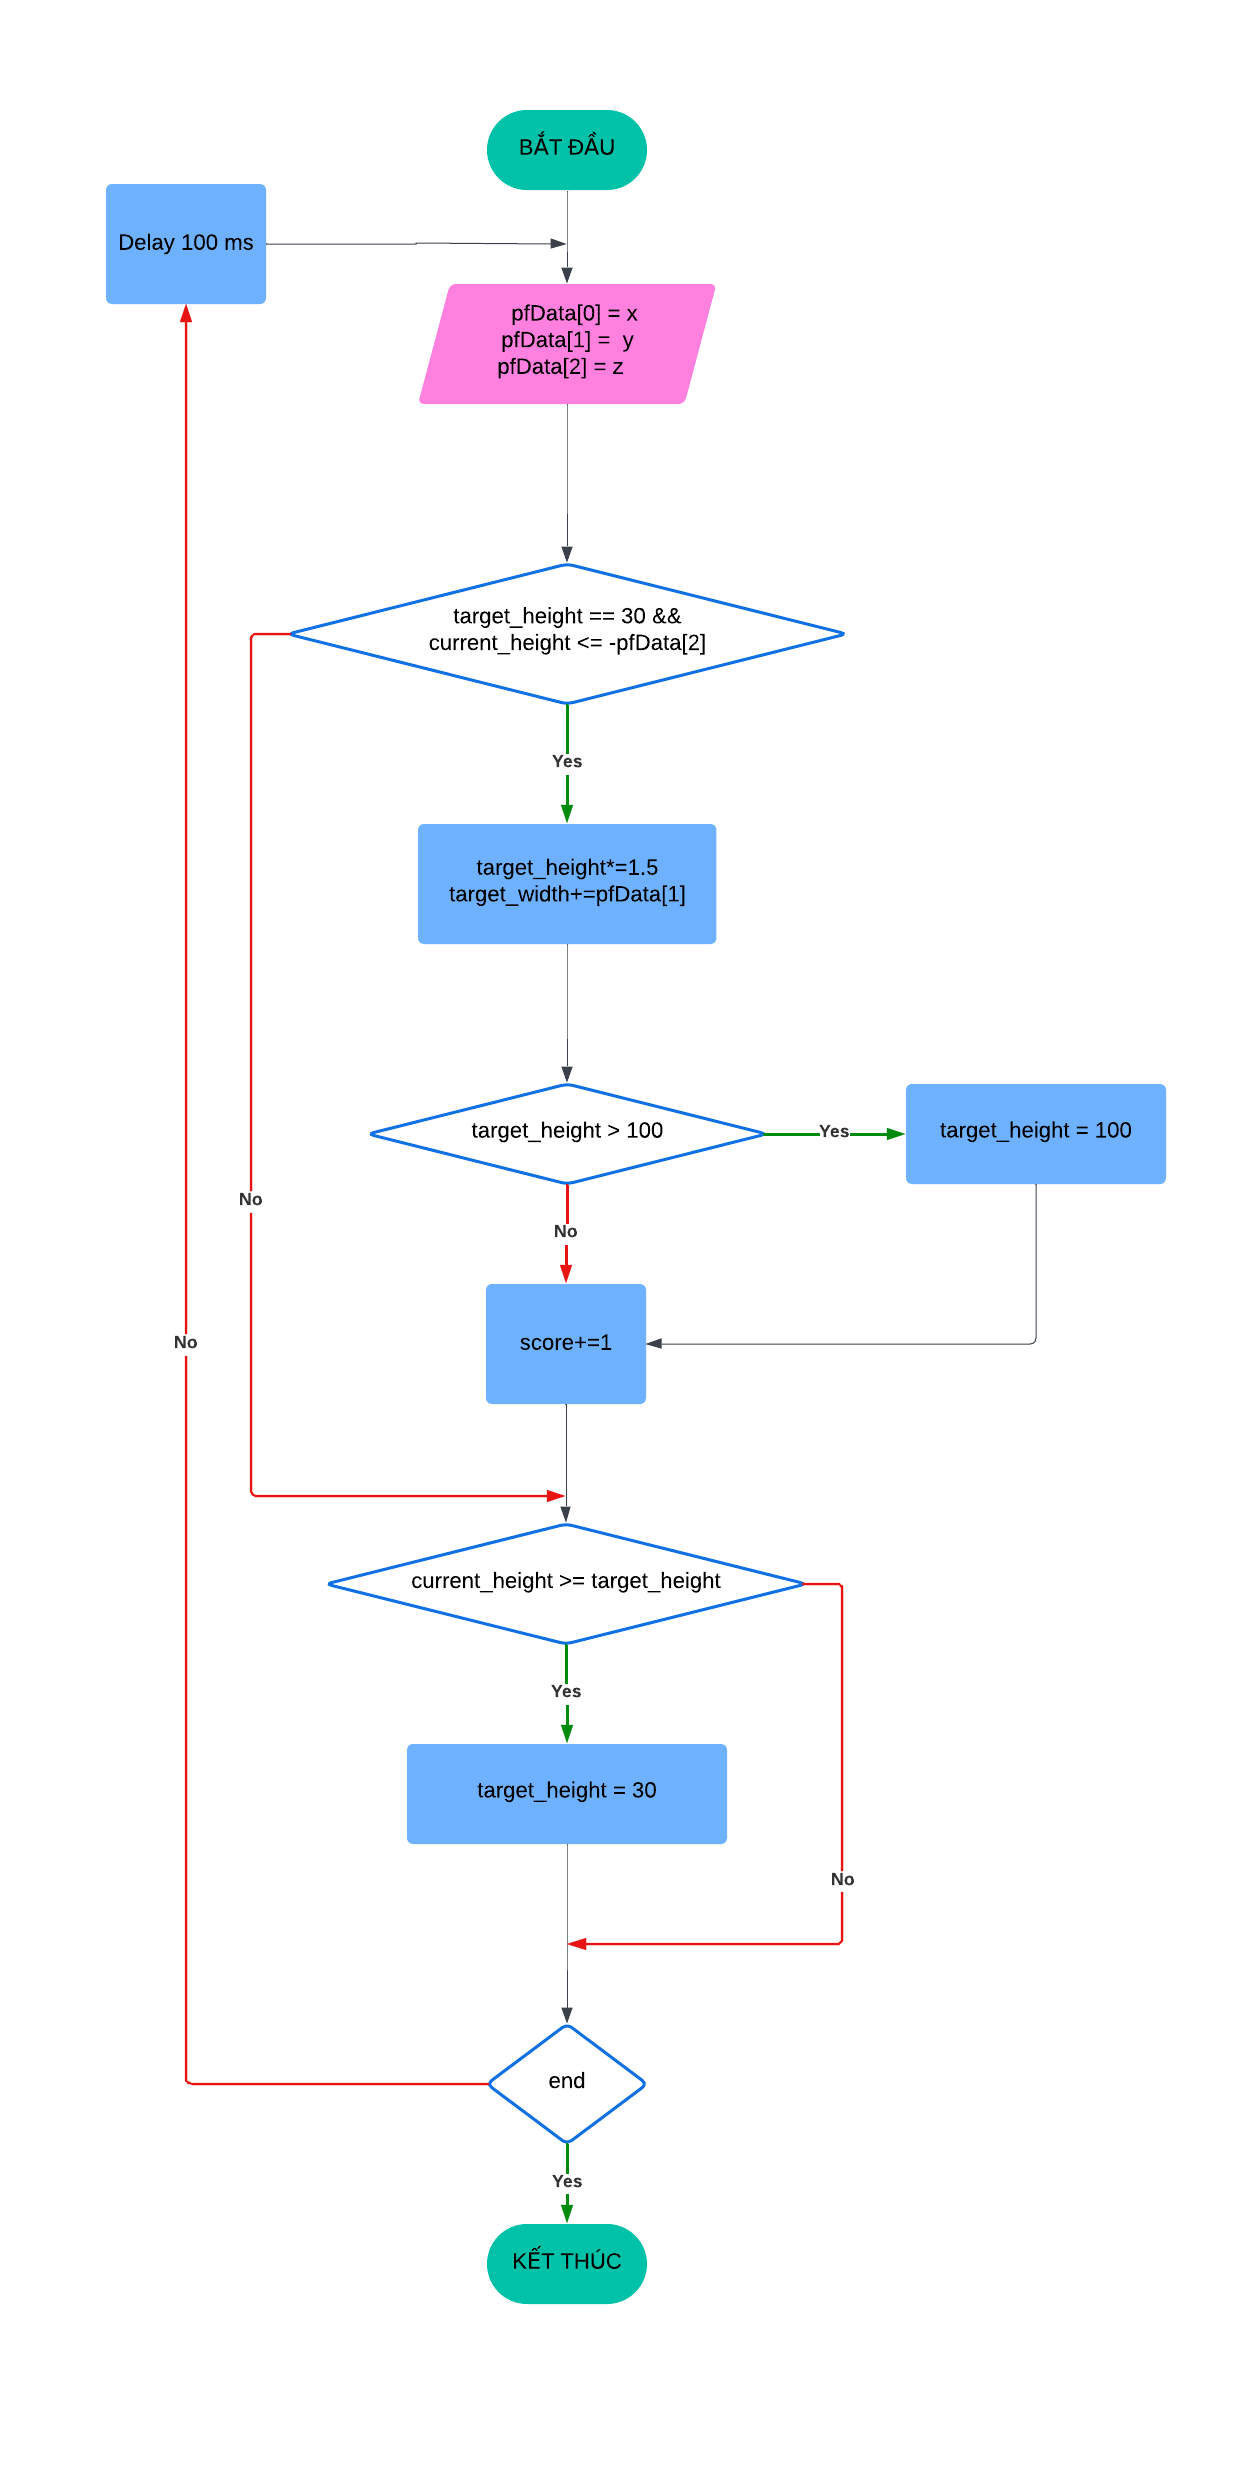 BẮT ĐẦU
Delay 100 ms
pfData[0] = x
pfData[1] =  y
pfData[2] = z
target_height == 30 &&
current_height <= -pfData[2]
Yes
target_height*=1.5
target_width+=pfData[1]
target_height > 100
Yes
target_height = 100
No
No
score+=1
No
current_height >= target_height
Yes
target_height = 30
No
end
Yes
KẾT THÚC